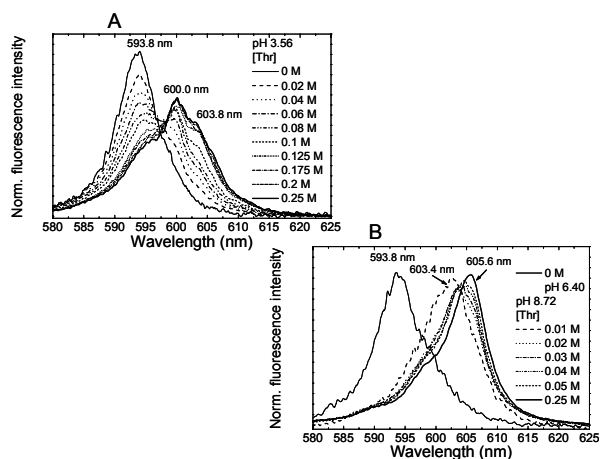 A
593.8 nm
600.0 nm
603.8 nm
pH 3.56
[Thr]
0 M
0.02 M
0.04 M
0.06 M
0.08 M
0.1 M
0.125 M
0.175 M
0.2 M
0.25 M
Norm. fluorescence intensity
580 585 590 595 600 605 610 615 620 625
Wavelength (nm)
B
593.8 nm
603.4 nm
605.6 nm
0 M
pH 6.40
pH 8.72
[Thr]
0.01 M
0.02 M
0.03 M
0.04 M
0.05 M
0.25 M
Norm. fluorescence intensity
580 585 590 595 600 605 610 615 620 625
Wavelength (nm)